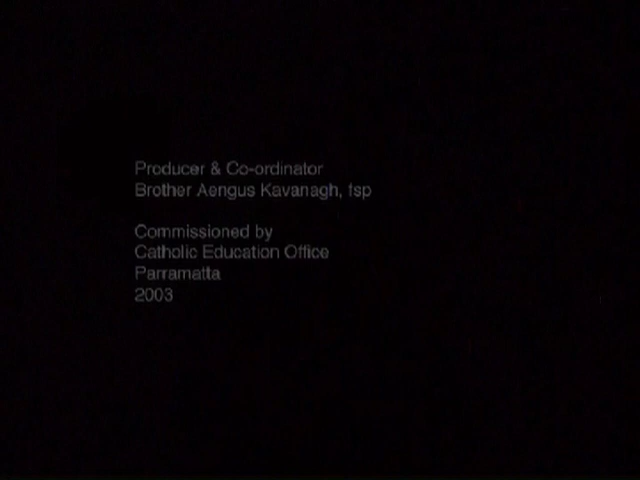 Producer & Co-ordinator
Brother Aengus Kavanagh, fsp
Commissioned by
Catholic Education Office
Parramatta
2003